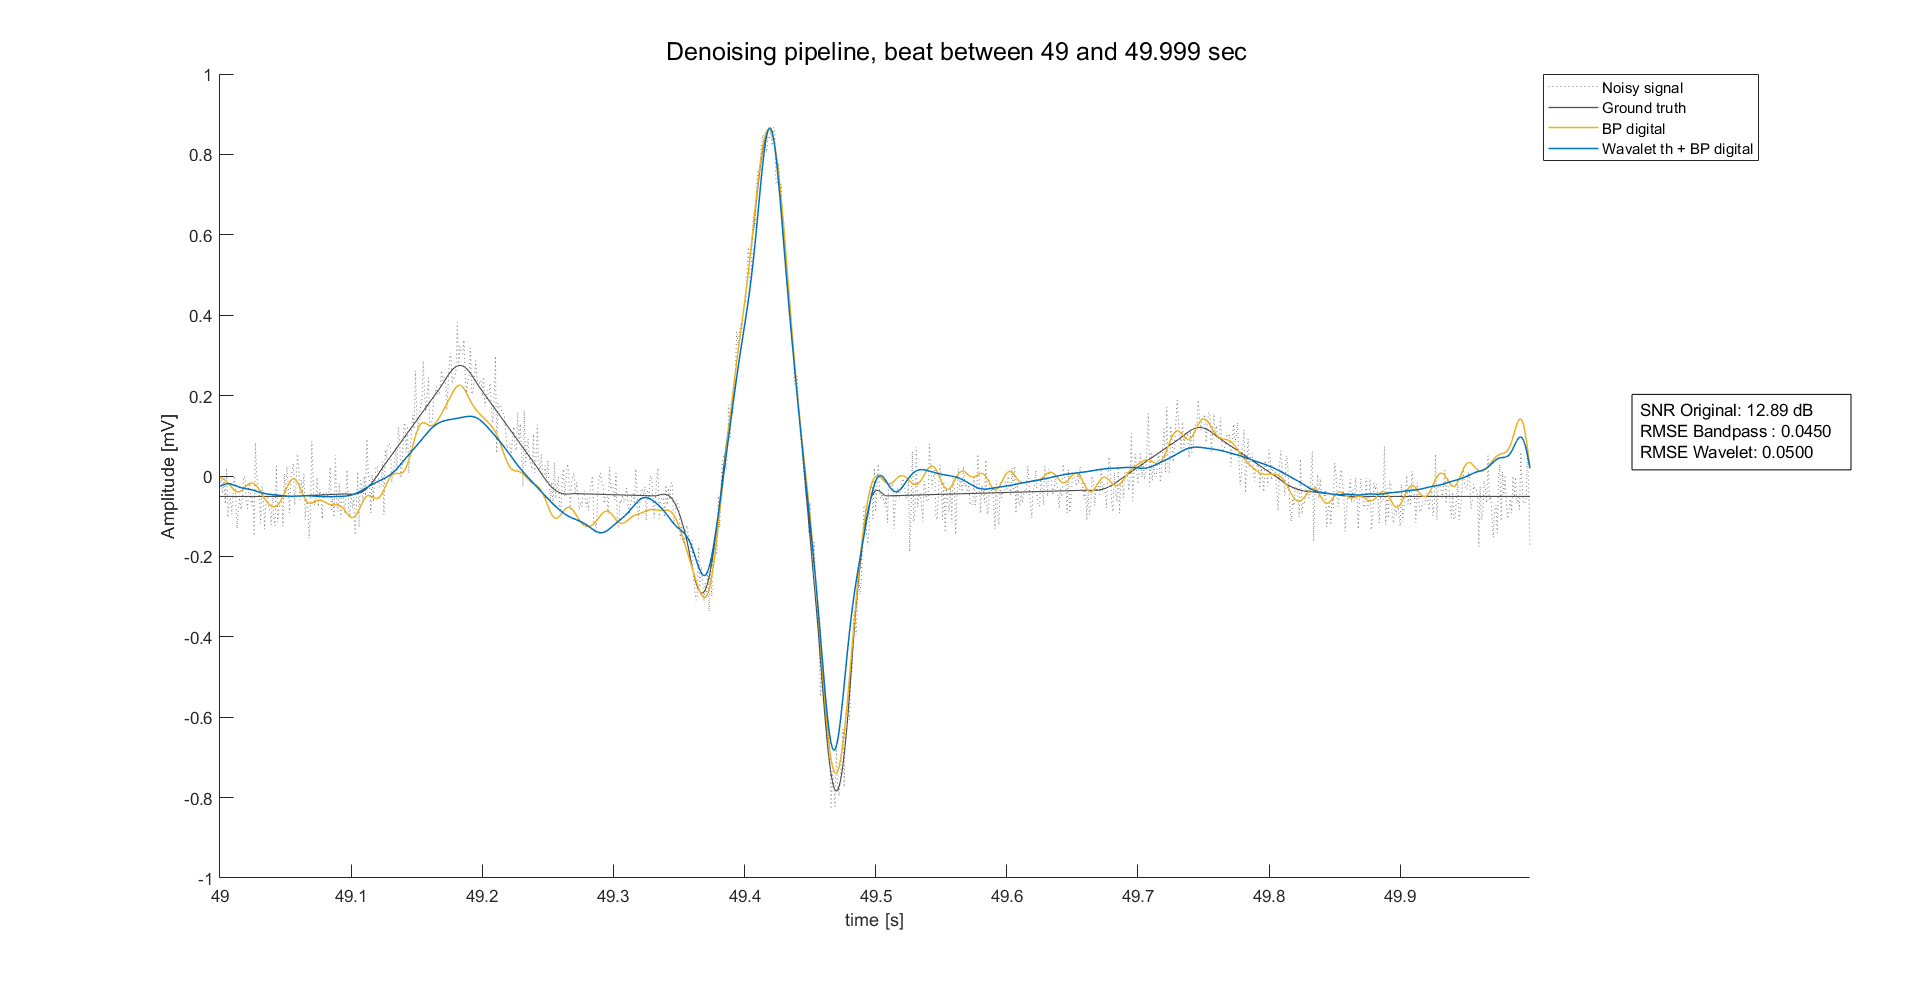 Denoising pipeline, beat between 49 and 49.999 sec
Noisy signal
Ground truth
BP digital
Wavalet th + BP digital
SNR Original: 12.89 dB
RMSE Bandpass : 0.0450
RMSE Wavelet: 0.0500
Amplitude [mV]
1
0.8
0.6
0.4
0.2
0
-0.2
-0.4
-0.6
-0.8
-1
49 49.1 49.2 49.3 49.4 49.5 49.6 49.7 49.8 49.9
time [s]